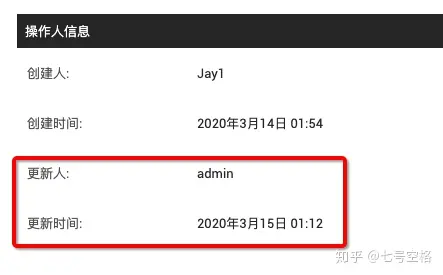 操作人信息
创建人: Jay1
创建时间: 2020年3月14日 01:54
更新人: admin
更新时间: 2020年3月15日 01:12
知乎 @七号空格